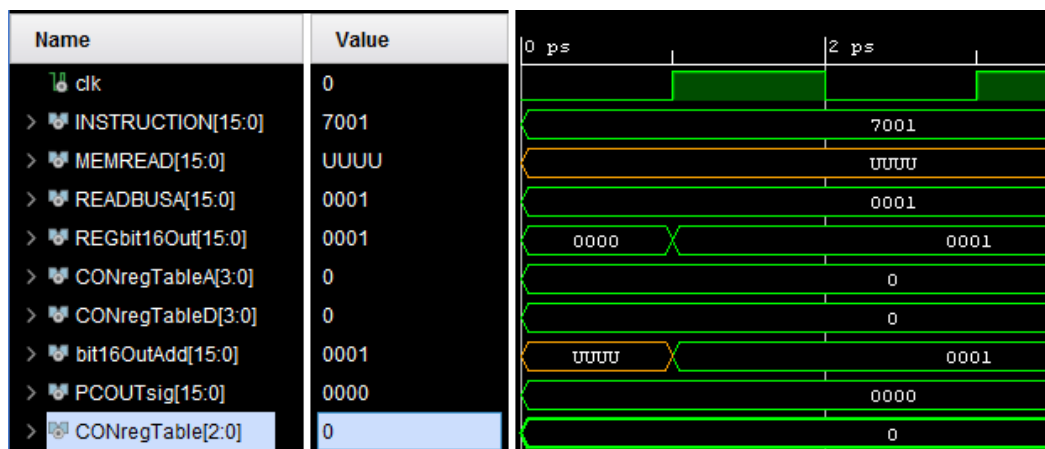 Name Value 0 ps 2 ps
clk 0
INSTRUCTION[15:0] 7001 7001
MEMREAD[15:0] UUUU UUUU
READBUSA[15:0] 0001 0001
REGbit16Out[15:0] 0001 0000 0001
CONregTableA[3:0] 0 0
CONregTableD[3:0] 0 0
bit16OutAdd[15:0] 0001 UUUU 0001
PCOUTsig[15:0] 0000 0000
CONregTable[2:0] 0 0